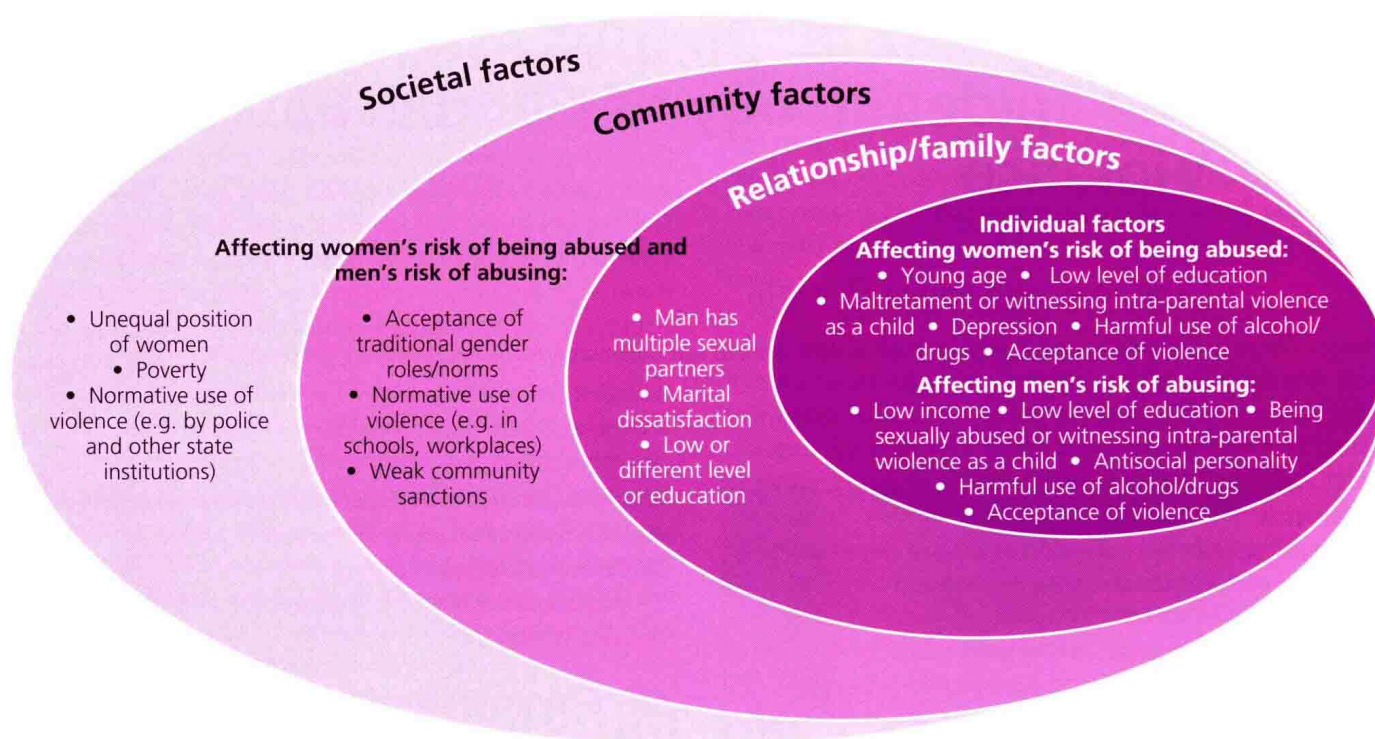 Societal factors
Community factors
Relationship/family factors
Affecting women's risk of being abused and
men's risk of abusing:
• Unequal position
of women
• Poverty
• Normative use of
violence (e.g. by police
and other state
institutions)
• Acceptance of
traditional gender
roles/norms
• Normative use of
violence (e.g. in
schools, workplaces)
• Weak community
sanctions
• Man has
multiple sexual
partners
• Marital
dissatisfaction
• Low or
different level
or education
Individual factors
Affecting women's risk of being abused:
• Young age • Low level of education
• Maltretament or witnessing intra-parental violence
as a child • Depression • Harmful use of alcohol/
drugs • Acceptance of violence
Affecting men's risk of abusing:
• Low income • Low level of education • Being
sexually abused or witnessing intra-parental
wiolence as a child • Antisocial personality
• Harmful use of alcohol/drugs
• Acceptance of violence